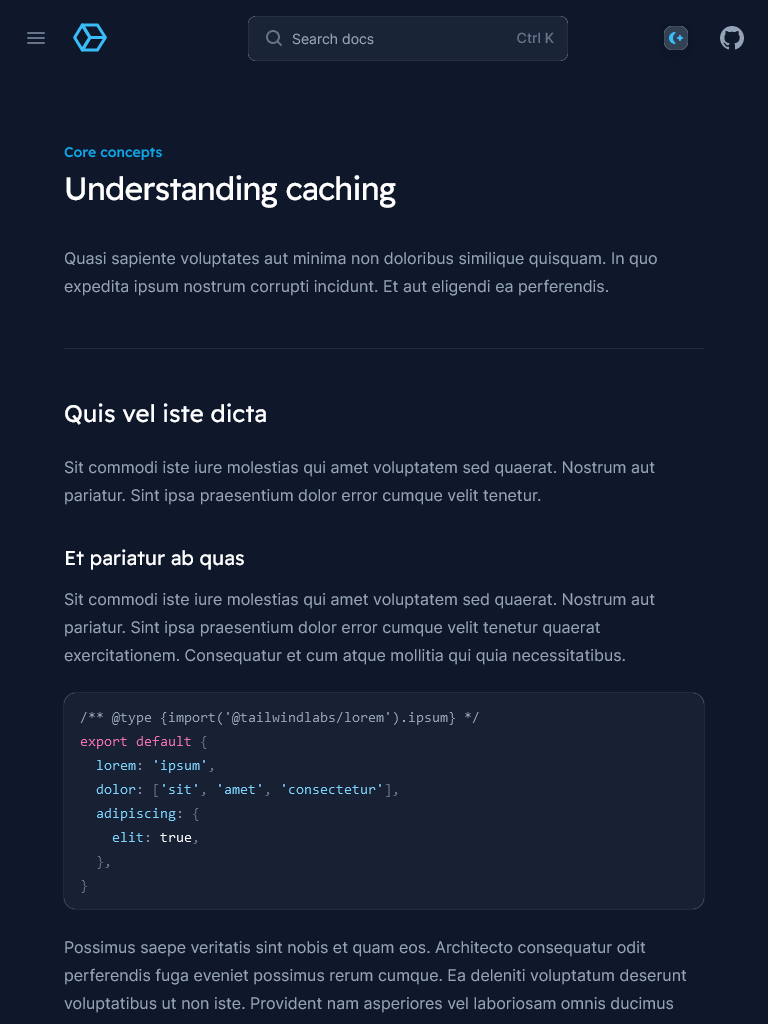 Search docs Ctrl K
Core concepts
Understanding caching
Quasi sapiente voluptates aut minima non doloribus similique quisquam. In quo
expedita ipsum nostrum corrupti incidunt. Et aut eligendi ea perferendis.
Quis vel iste dicta
Sit commodi iste iure molestias qui amet voluptatem sed quaerat. Nostrum aut
pariatur. Sint ipsa praesentium dolor error cumque velit tenetur.
Et pariatur ab quas
Sit commodi iste iure molestias qui amet voluptatem sed quaerat. Nostrum aut
pariatur. Sint ipsa praesentium dolor error cumque velit tenetur quaerat
exercitationem. Consequatur et cum atque mollitia qui quia necessitatibus.
/** @type {import('@tailwindlabs/lorem').ipsum} */
export default {
  lorem: 'ipsum',
  dolor: ['sit', 'amet', 'consectetur'],
  adipiscing: {
    elit: true,
  },
}
Possimus saepe veritatis sint nobis et quam eos. Architecto consequatur odit
perferendis fuga eveniet possimus rerum cumque. Ea deleniti voluptatum deserunt
voluptatibus ut non iste. Provident nam asperiores vel laboriosam omnis ducimus